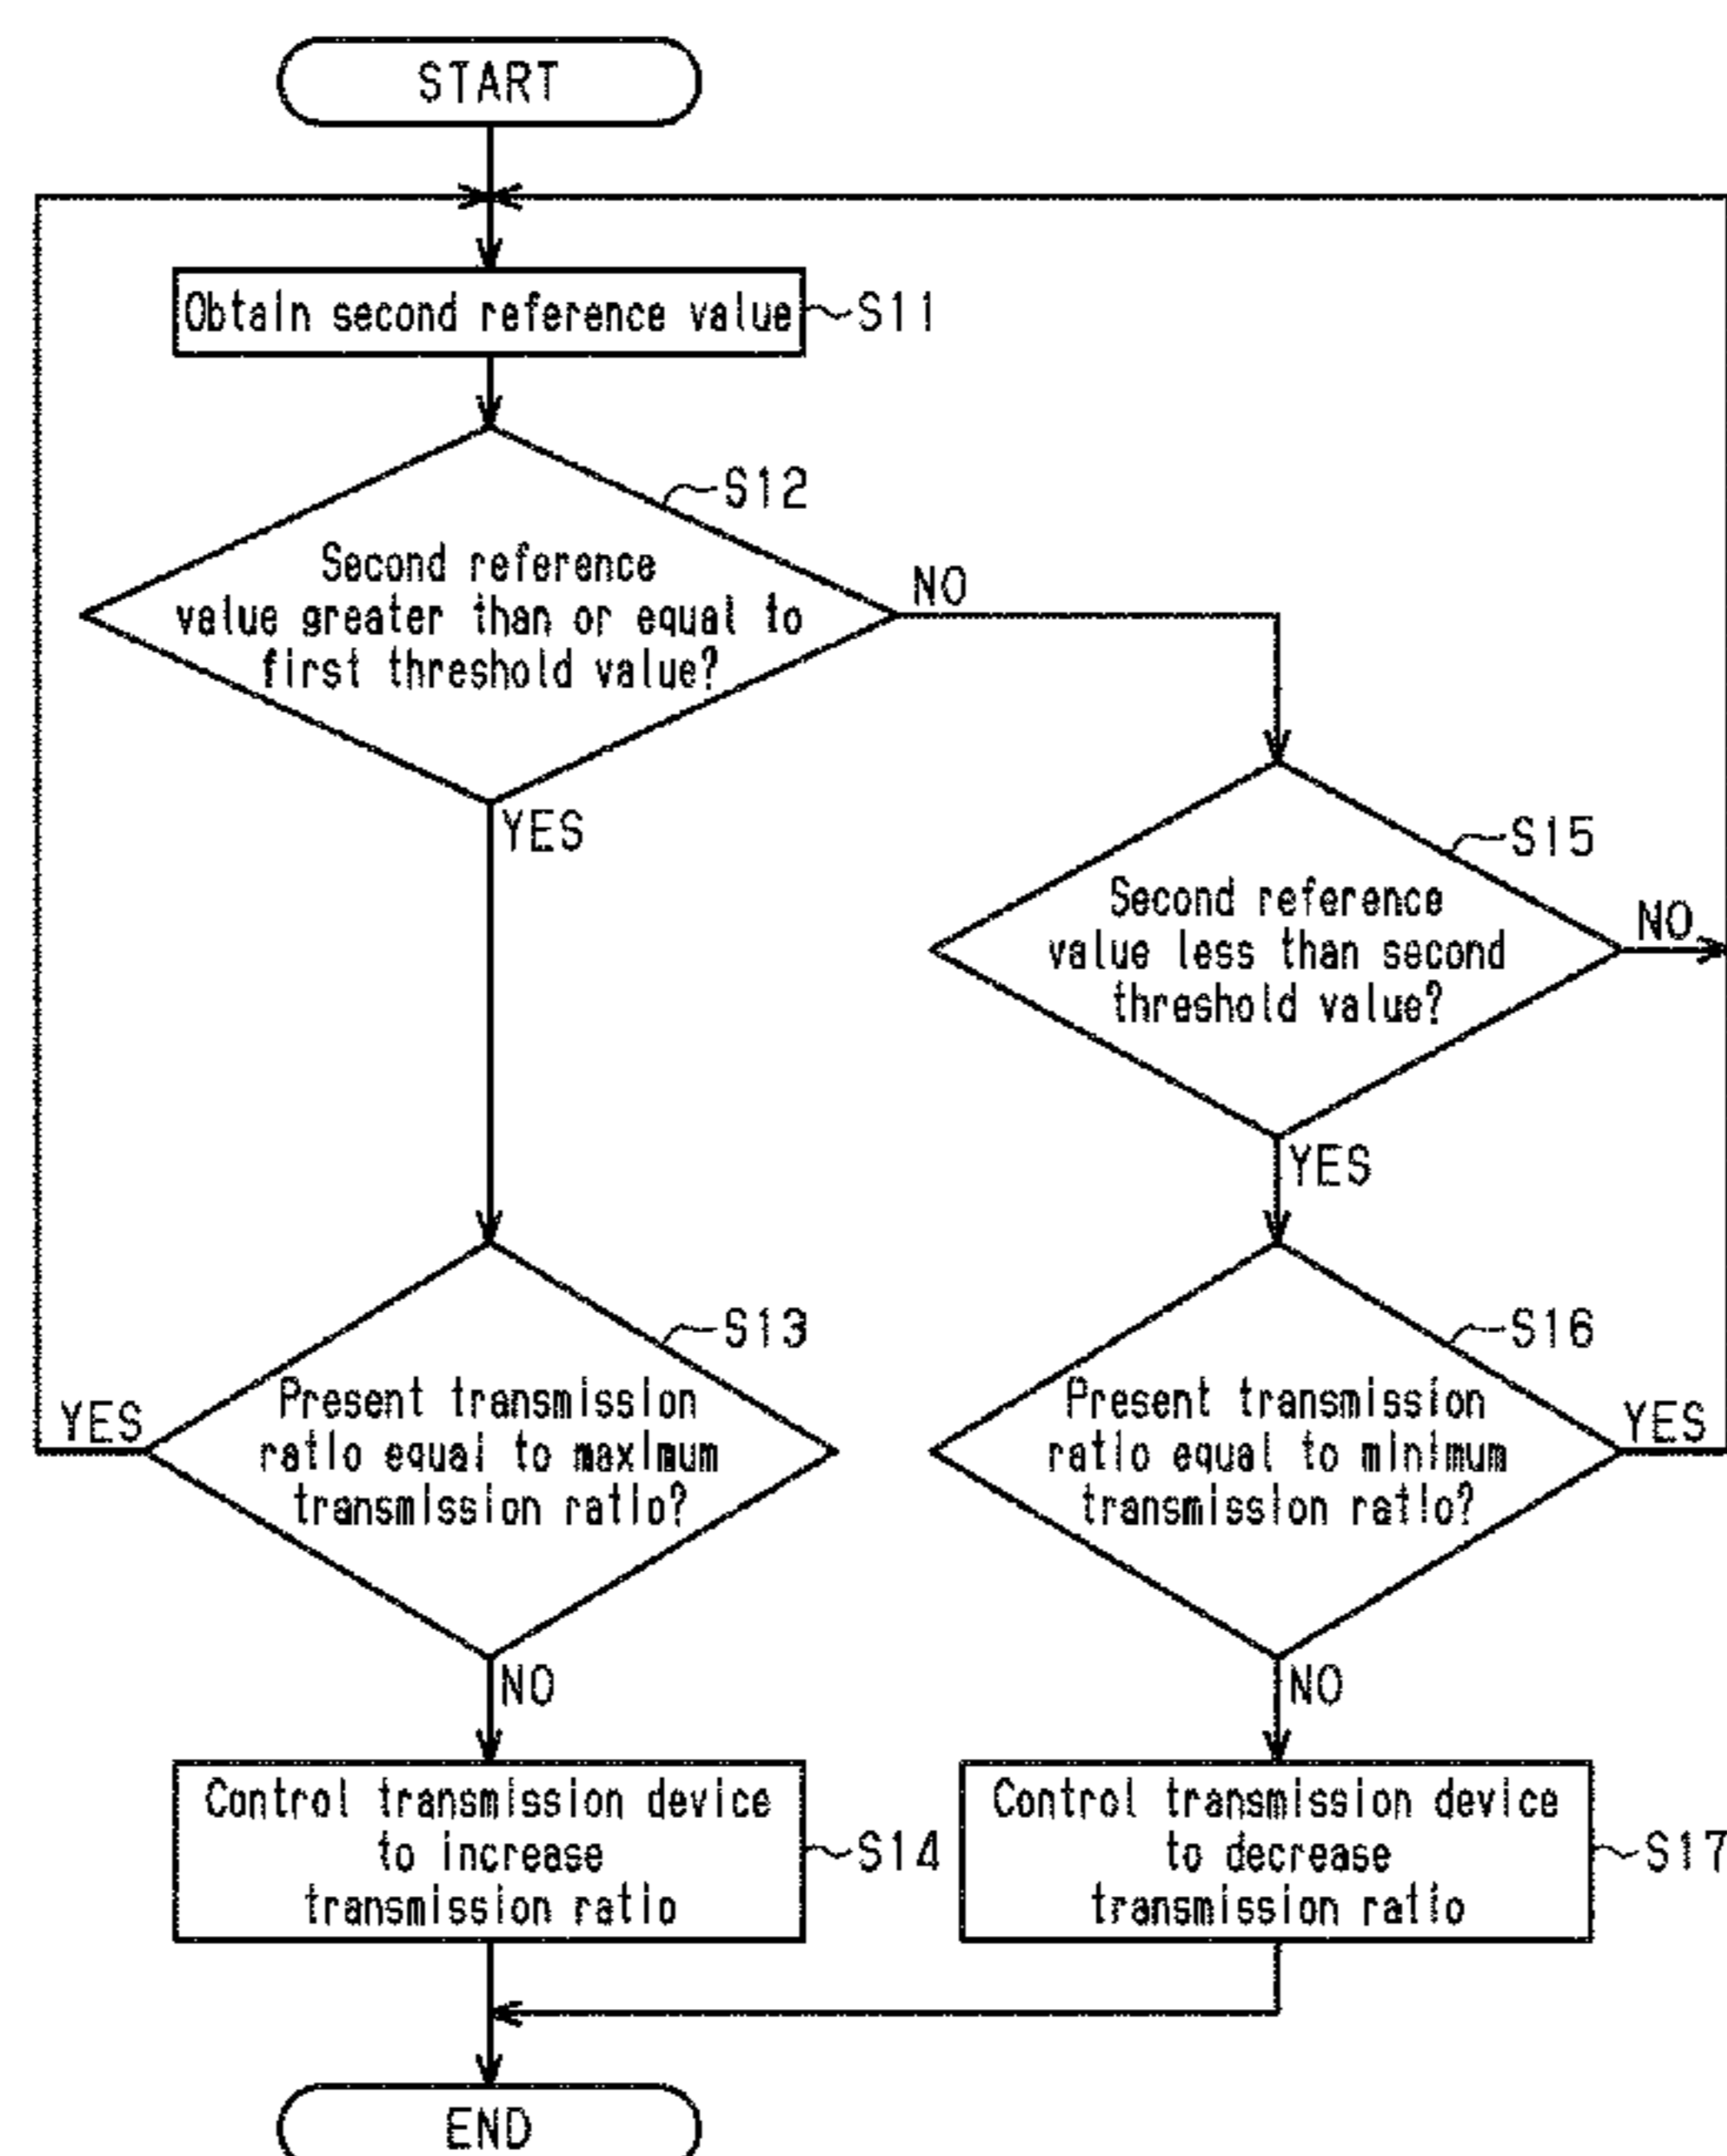 START
Obtain second reference value
S11
S12
Second reference
value greater than or equal to
first threshold value?
NO
YES
S15
Second reference
value less than second
threshold value?
NO
YES
S13
Present transmission
ratio equal to maximum
transmission ratio?
YES
NO
S16
Present transmission
ratio equal to minimum
transmission ratio?
YES
NO
Control transmission device
to increase
transmission ratio
S14
Control transmission device
to decrease
transmission ratio
S17
END